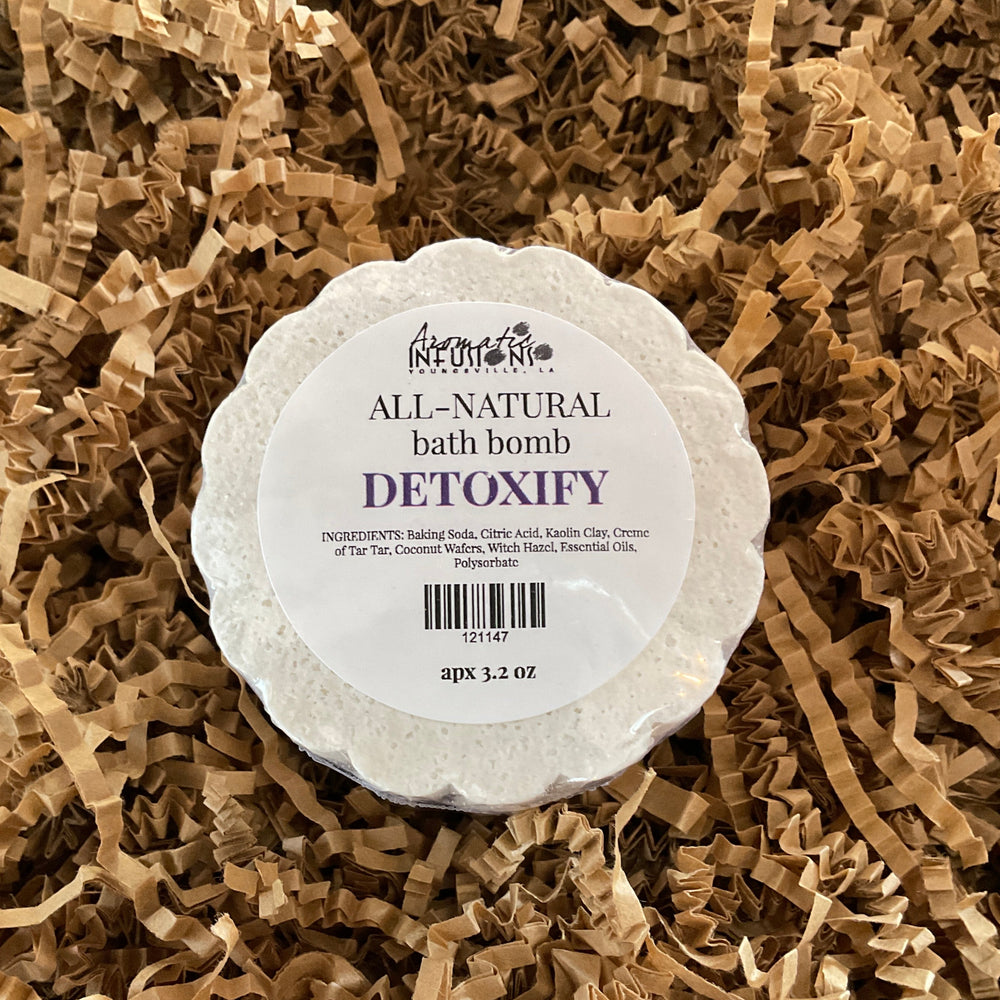 Aromatic
INFUSIONS
YOUNGSVILLE, LA
ALL-NATURAL
bath bomb
DETOXIFY
INGREDIENTS: Baking Soda, Citric Acid, Kaolin Clay, Creme
of Tar Tar, Coconut Wafers, Witch Hazel, Essential Oils,
Polysorbate
121147
apx 3.2 oz